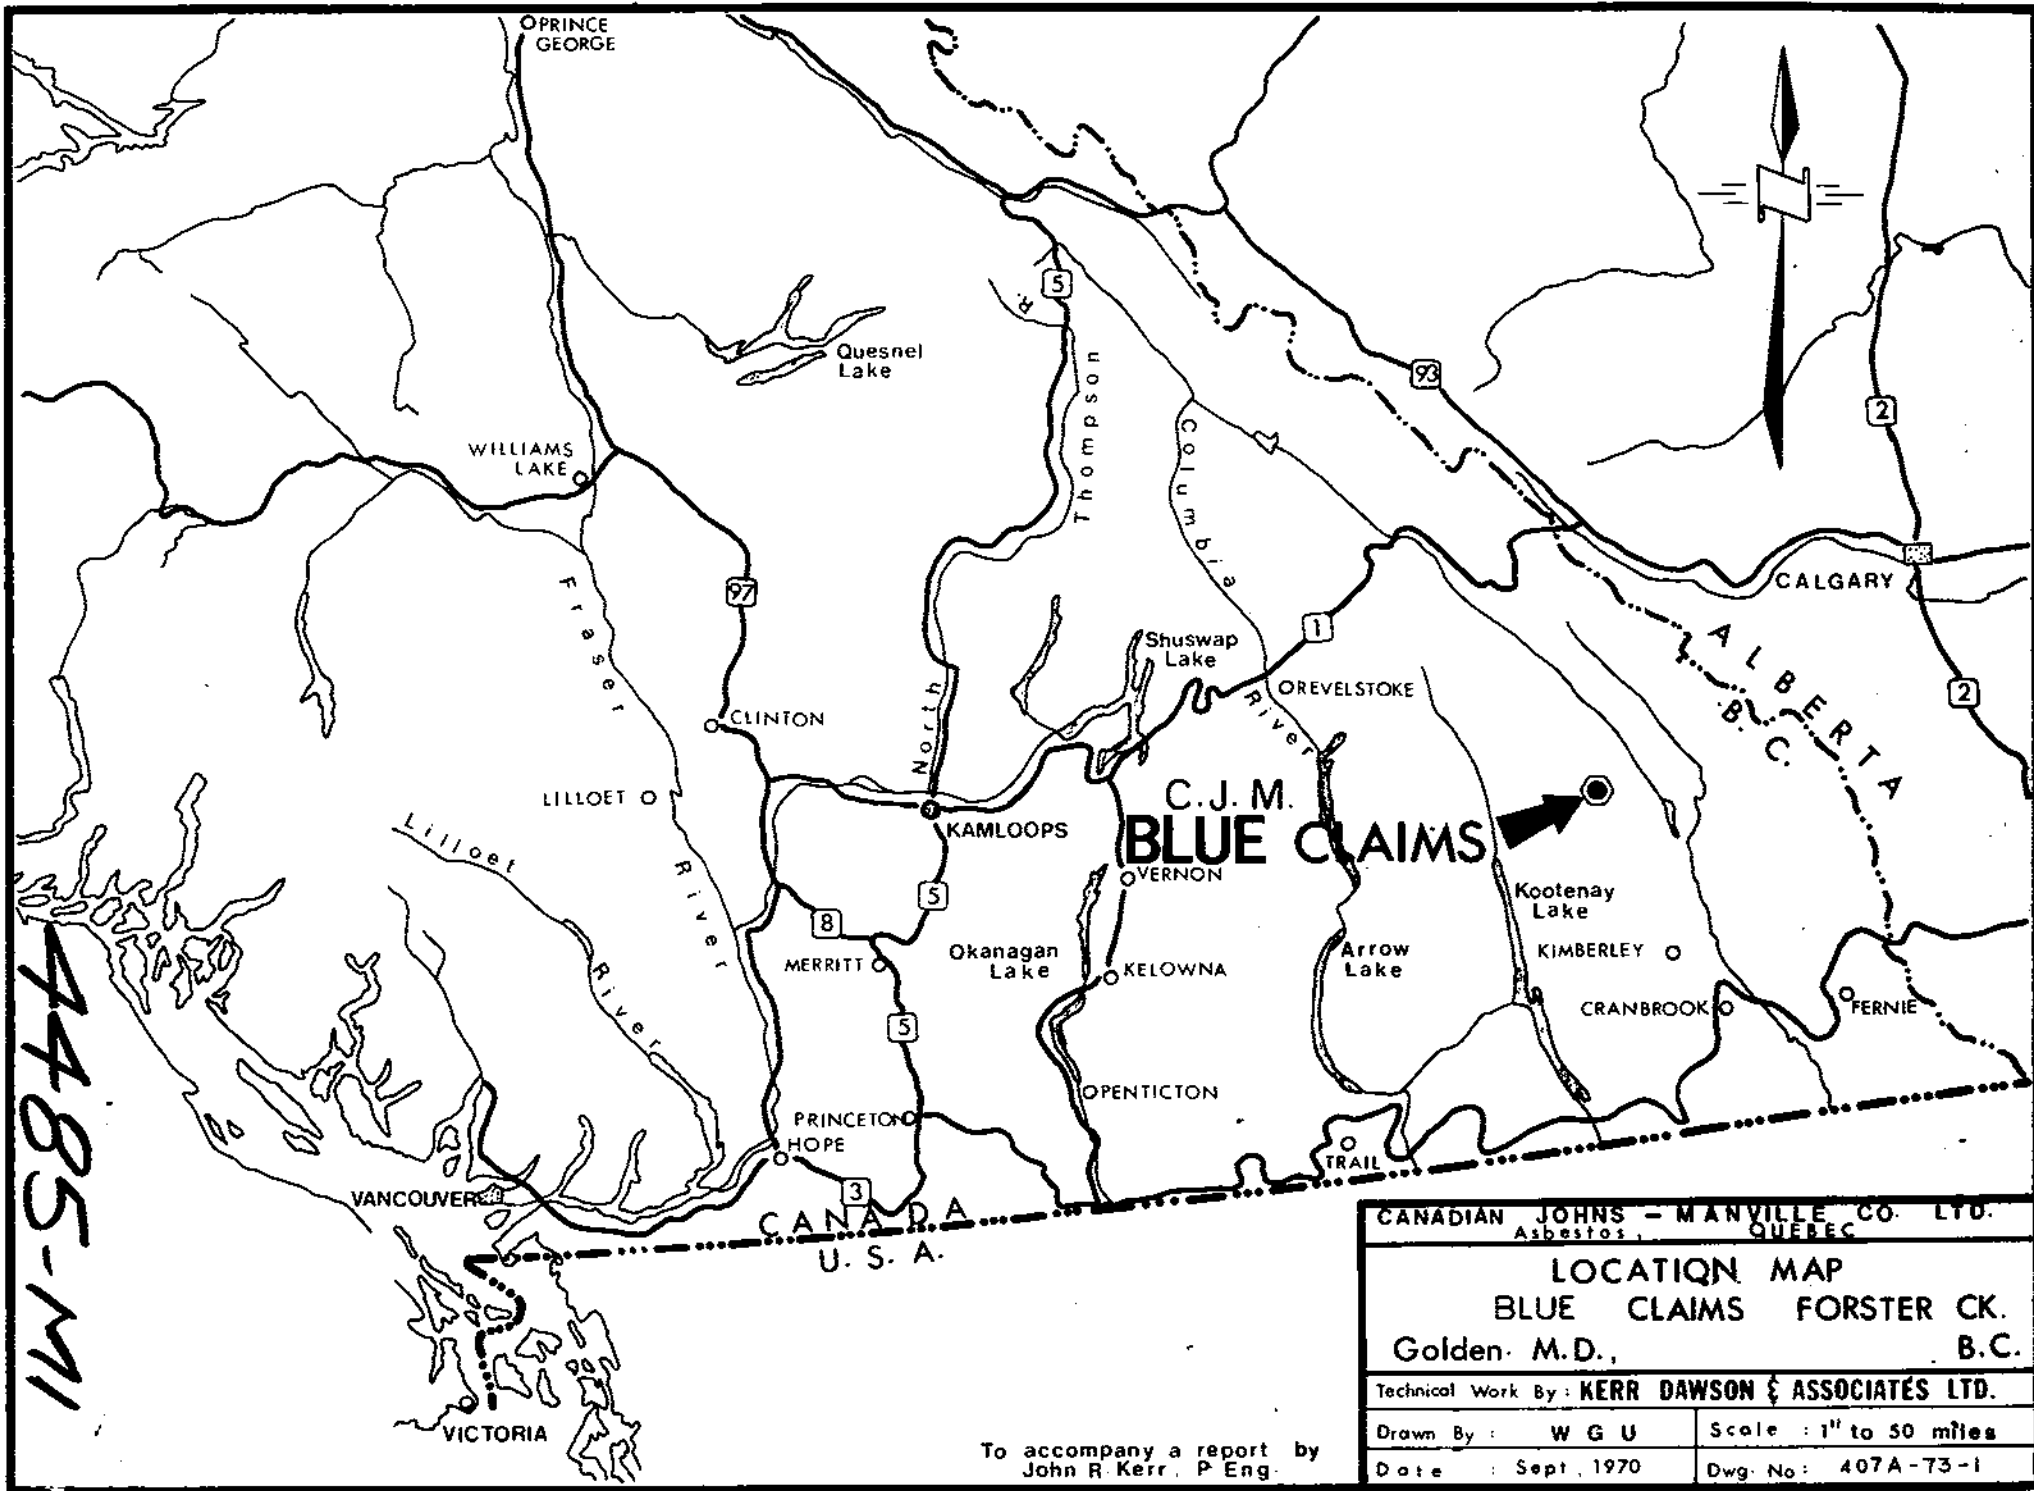 PRINCE
GEORGE
5
R.
Quesnel
Lake
93
2
Thompson
Columbia
WILLIAMS
LAKE
97
Fraser
CALGARY
ALBERTA
B.C.
1
Shuswap
Lake
2
North
REVELSTOKE
River
CLINTON
LILLOET
KAMLOOPS
C.J.M.
BLUE CLAIMS
Lilloet
River
VERNON
5
8
Kootenay
Lake
MERRITT
Okanagan
Lake
KELOWNA
Arrow
Lake
KIMBERLEY
River
5
CRANBROOK
FERNIE
PENTICTON
PRINCETON
HOPE
TRAIL
VANCOUVER
3
CANADA
U. S. A.
VICTORIA
4485-M1
To accompany a report by
John R. Kerr, P. Eng.
CANADIAN JOHNS - MANVILLE CO. LTD.
Asbestos, QUEBEC
LOCATION MAP
BLUE CLAIMS FORSTER CK.
Golden. M.D., B.C.
Technical Work By: KERR DAWSON & ASSOCIATES LTD.
Drawn By : W G U
Scale : 1" to 50 miles
Date : Sept, 1970
Dwg. No: 407A-73-1